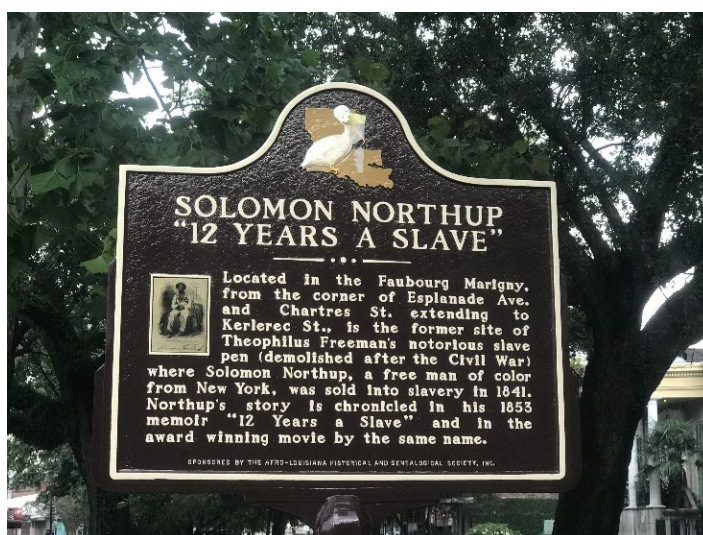 SOLOMON NORTHUP
"12 YEARS A SLAVE"
Located in the Faubourg Marigny,
from the corner of Esplanade Ave.
and Chartres St. extending to
Kerlerec St., is the former site of
Theophilus Freeman's notorious slave
pen (demolished after the Civil War)
where Solomon Northup, a free man of color
from New York, was sold into slavery in 1841.
Northup's story is chronicled in his 1853
memoir "12 Years a Slave" and in the
award winning movie by the same name.
SPONSORED BY THE AFRO-LOUISIANA HISTORICAL AND GENEALOGICAL SOCIETY, INC.